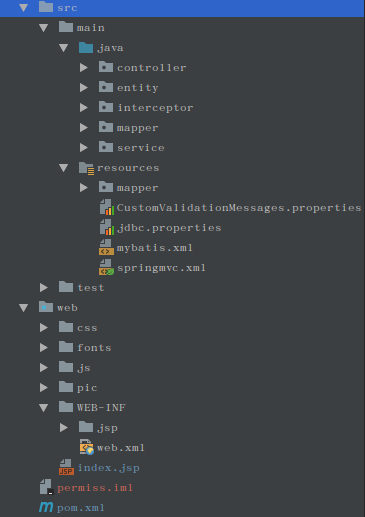 src
main
java
controller
entity
interceptor
mapper
service
resources
mapper
CustomValidationMessages.properties
jdbc.properties
mybatis.xml
springmvc.xml
test
web
css
fonts
js
pic
WEB-INF
jsp
web.xml
JSP index.jsp
permiss.iml
m pom.xml